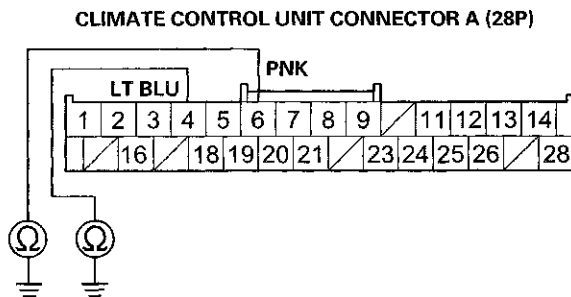 CLIMATE CONTROL UNIT CONNECTOR A (28P)
PNK
LT BLU
1 2 3 4 5 6 7 8 9 11 12 13 14
16 18 19 20 21 23 24 25 26 28
Ω Ω